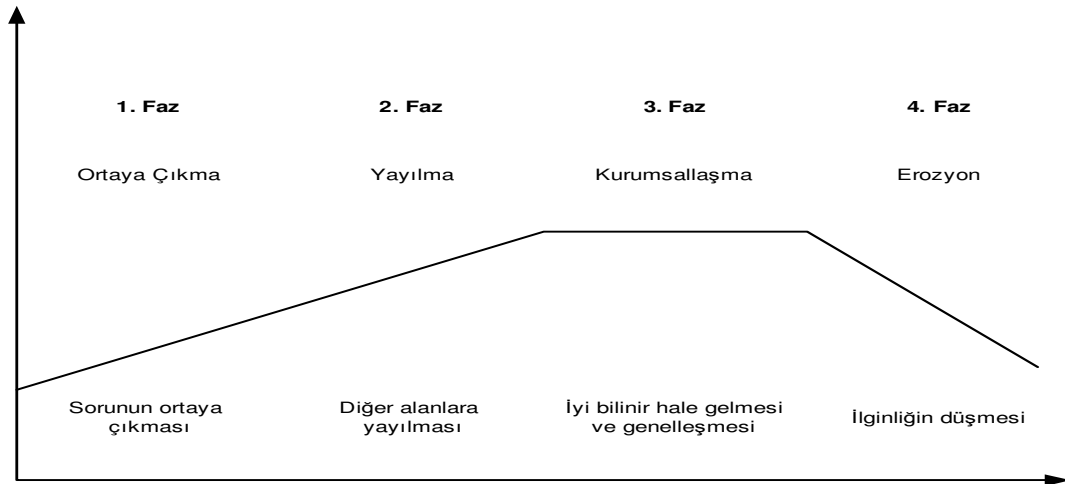 1. Faz
2. Faz
3. Faz
4. Faz
Ortaya Çıkma
Yayılma
Kurumsallaşma
Erozyon
Sorunun ortaya
çıkması
Diğer alanlara
yayılması
İyi bilinir hale gelmesi
ve genelleşmesi
İlginliğin düşmesi